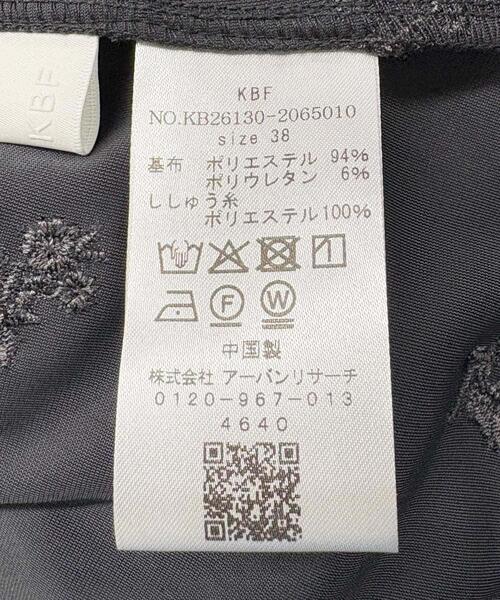 KBF
KBF
NO.KB26130-2065010
size 38
基布 ポリエステル 94%
ポリウレタン 6%
ししゅう糸
ポリエステル100%
F W
中国製
株式会社 アーバンリサーチ
0120-967-013
4640